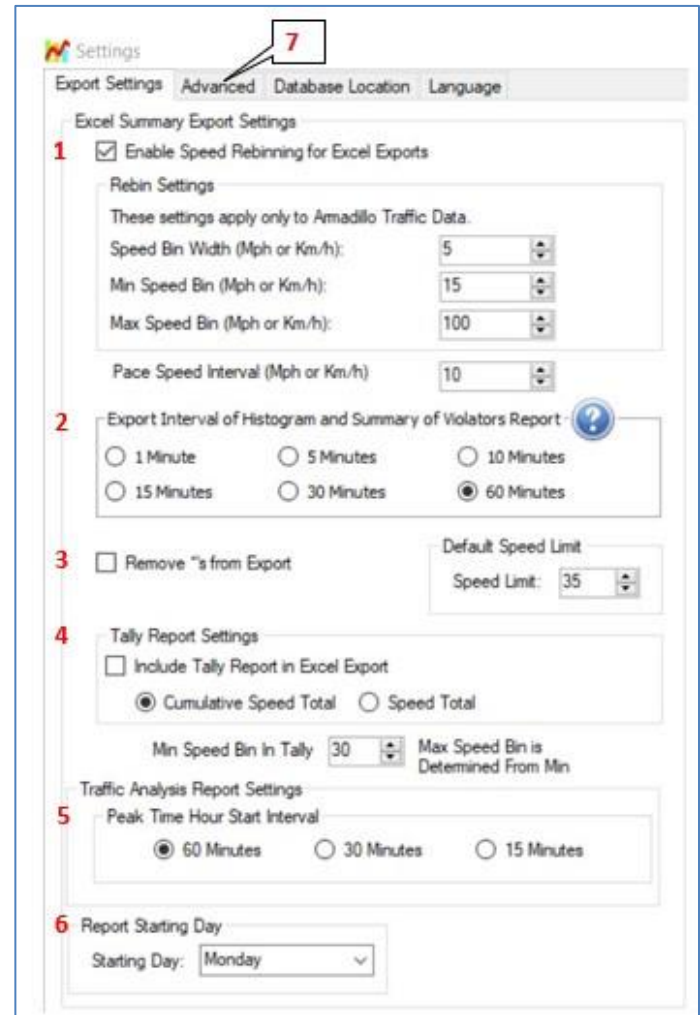 7
Settings
Export Settings Advanced Database Location Language
Excel Summary Export Settings
1 Enable Speed Rebinning for Excel Exports
Rebin Settings
These settings apply only to Armadillo Traffic Data.
Speed Bin Width (Mph or Km/h): 5
Min Speed Bin (Mph or Km/h): 15
Max Speed Bin (Mph or Km/h): 100
Pace Speed Interval (Mph or Km/h) 10
2 Export Interval of Histogram and Summary of Violators Report ?
1 Minute 5 Minutes 10 Minutes
15 Minutes 30 Minutes 60 Minutes
Default Speed Limit
3 Remove "'s from Export
Speed Limit: 35
4 Tally Report Settings
Include Tally Report in Excel Export
Cumulative Speed Total Speed Total
Min Speed Bin In Tally 30 Max Speed Bin is
Determined From Min
Traffic Analysis Report Settings
5 Peak Time Hour Start Interval
60 Minutes 30 Minutes 15 Minutes
6 Report Starting Day
Starting Day: Monday